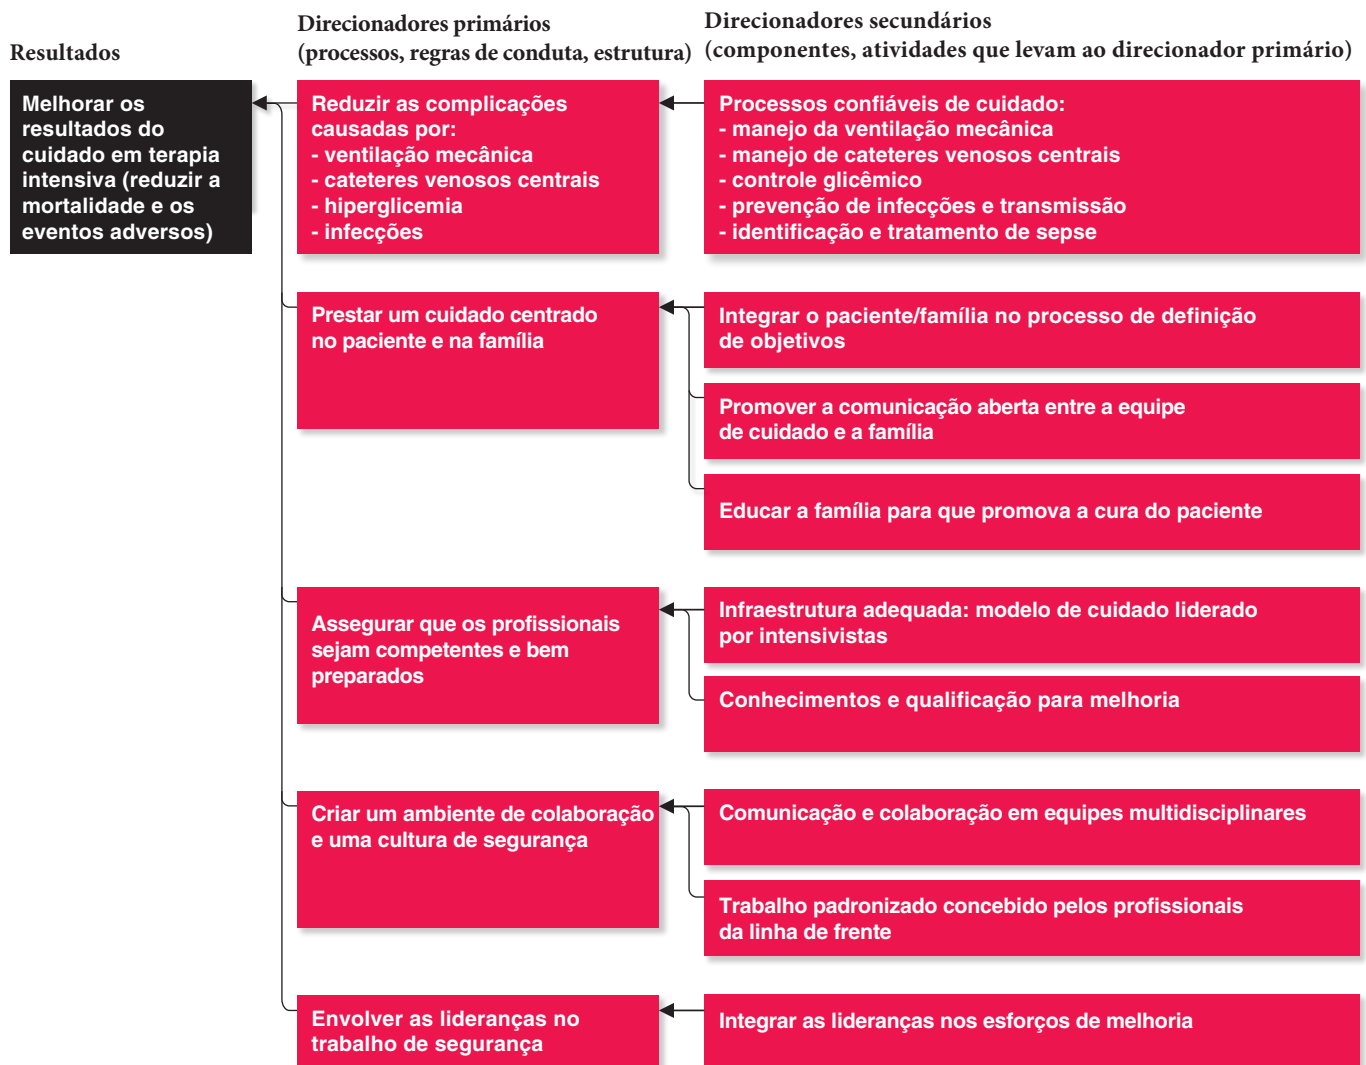 Resultados
Direcionadores primários
(processos, regras de conduta, estrutura)
Direcionadores secundários
(componentes, atividades que levam ao direcionador primário)
Melhorar os
resultados do
cuidado em terapia
intensiva (reduzir a
mortalidade e os
eventos adversos)
Reduzir as complicações
causadas por:
- ventilação mecânica
- cateteres venosos centrais
- hiperglicemia
- infecções
Processos confiáveis de cuidado:
- manejo da ventilação mecânica
- manejo de cateteres venosos centrais
- controle glicêmico
- prevenção de infecções e transmissão
- identificação e tratamento de sepse
Prestar um cuidado centrado
no paciente e na família
Integrar o paciente/família no processo de definição
de objetivos
Promover a comunicação aberta entre a equipe
de cuidado e a família
Educar a família para que promova a cura do paciente
Assegurar que os profissionais
sejam competentes e bem
preparados
Infraestrutura adequada: modelo de cuidado liderado
por intensivistas
Conhecimentos e qualificação para melhoria
Criar um ambiente de colaboração
e uma cultura de segurança
Comunicação e colaboração em equipes multidisciplinares
Trabalho padronizado concebido pelos profissionais
da linha de frente
Envolver as lideranças no
trabalho de segurança
Integrar as lideranças nos esforços de melhoria